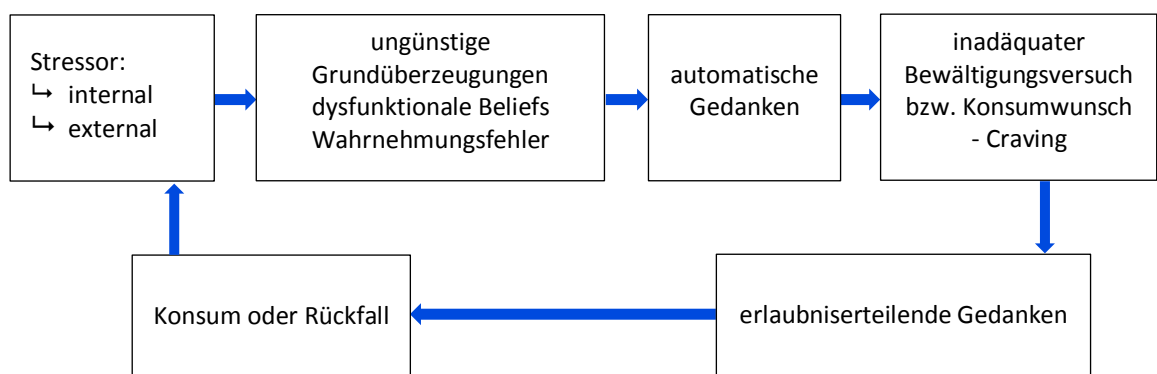 Stressor:
↳ internal
↳ external
ungünstige
Grundüberzeugungen
dysfunktionale Beliefs
Wahrnehmungsfehler
automatische
Gedanken
inadäquater
Bewältigungsversuch
bzw. Konsumwunsch
- Craving
erlaubniserteilende Gedanken
Konsum oder Rückfall